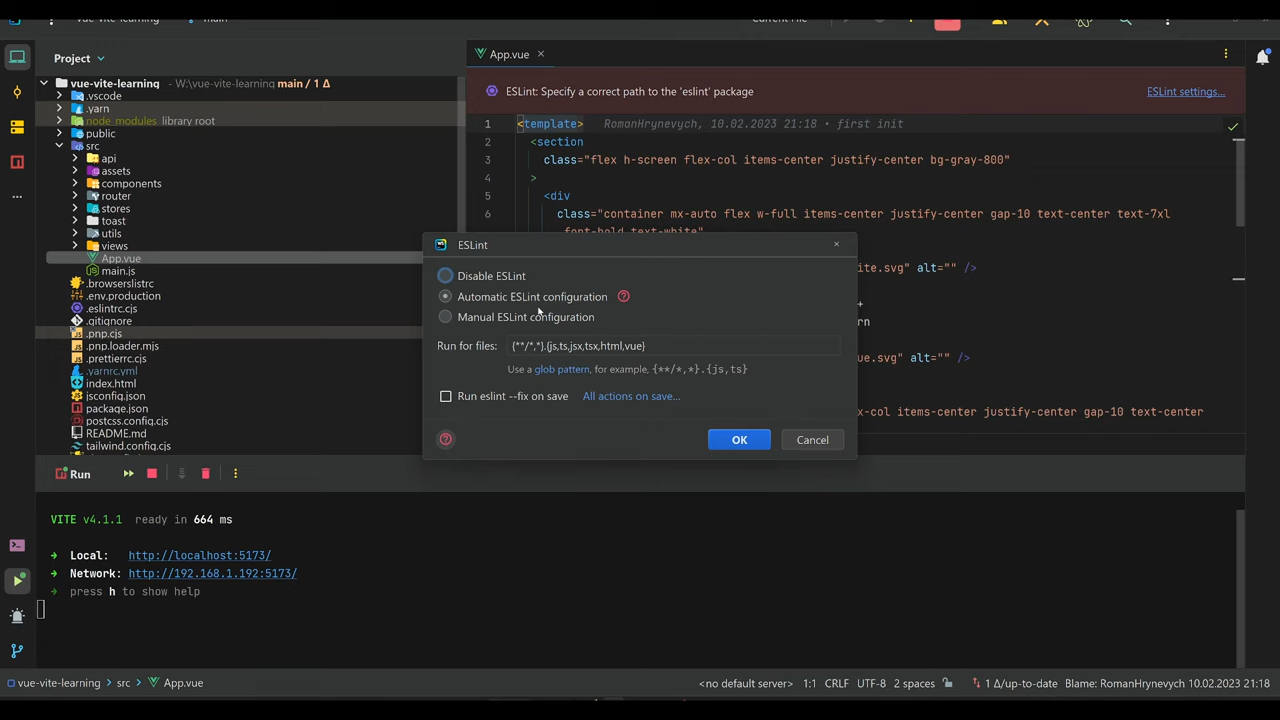 vue-vite-learning main Current File
Project
App.vue
vue-vite-learning - W:\vue-vite-learning main / 1 Δ
.vscode
.yarn
node_modules library root
public
src
api
assets
components
router
stores
toast
utils
views
App.vue
main.js
.browserslistrc
.env.production
.eslintrc.cjs
.gitignore
.pnp.cjs
.pnp.loader.mjs
.prettierrc.cjs
.yarnrc.yml
index.html
jsconfig.json
package.json
postcss.config.cjs
README.md
tailwind.config.cjs
ESLint: Specify a correct path to the 'eslint' package ESLint settings...
1 <template> RomanHrynevych, 10.02.2023 21:18 • first init
2 <section
3 class="flex h-screen flex-col items-center justify-center bg-gray-800"
4 >
5 <div
6 class="container mx-auto flex w-full items-center justify-center gap-10 text-center text-7xl
font-bold text-white"
ite.svg" alt="" />
+
rn
ue.svg" alt="" />
x-col items-center justify-center gap-10 text-center
ESLint
Disable ESLint
Automatic ESLint configuration
Manual ESLint configuration
Run for files: {**/*,*}.{js,ts,jsx,tsx,html,vue}
Use a glob pattern, for example, {**/*,*}.{js,ts}
Run eslint --fix on save All actions on save...
OK Cancel
Run
VITE v4.1.1 ready in 664 ms
➜ Local: http://localhost:5173/
➜ Network: http://192.168.1.192:5173/
➜ press h to show help
vue-vite-learning > src > App.vue <no default server> 1:1 CRLF UTF-8 2 spaces 1 Δ/up-to-date Blame: RomanHrynevych 10.02.2023 21:18